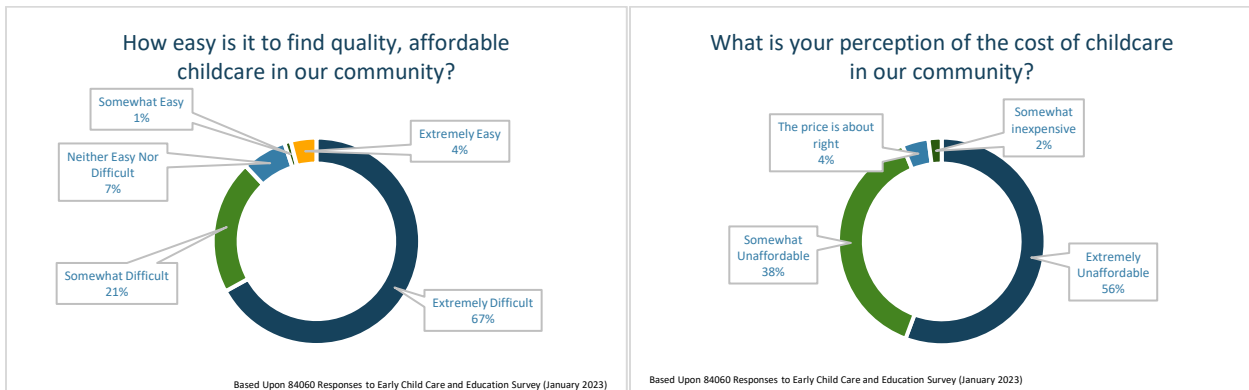 How easy is it to find quality, affordable
childcare in our community?
Somewhat Easy
1%
Extremely Easy
4%
Neither Easy Nor
Difficult
7%
Somewhat Difficult
21%
Extremely Difficult
67%
Based Upon 84060 Responses to Early Child Care and Education Survey (January 2023)
What is your perception of the cost of childcare
in our community?
The price is about
right
4%
Somewhat
inexpensive
2%
Somewhat
Unaffordable
38%
Extremely
Unaffordable
56%
Based Upon 84060 Responses to Early Child Care and Education Survey (January 2023)